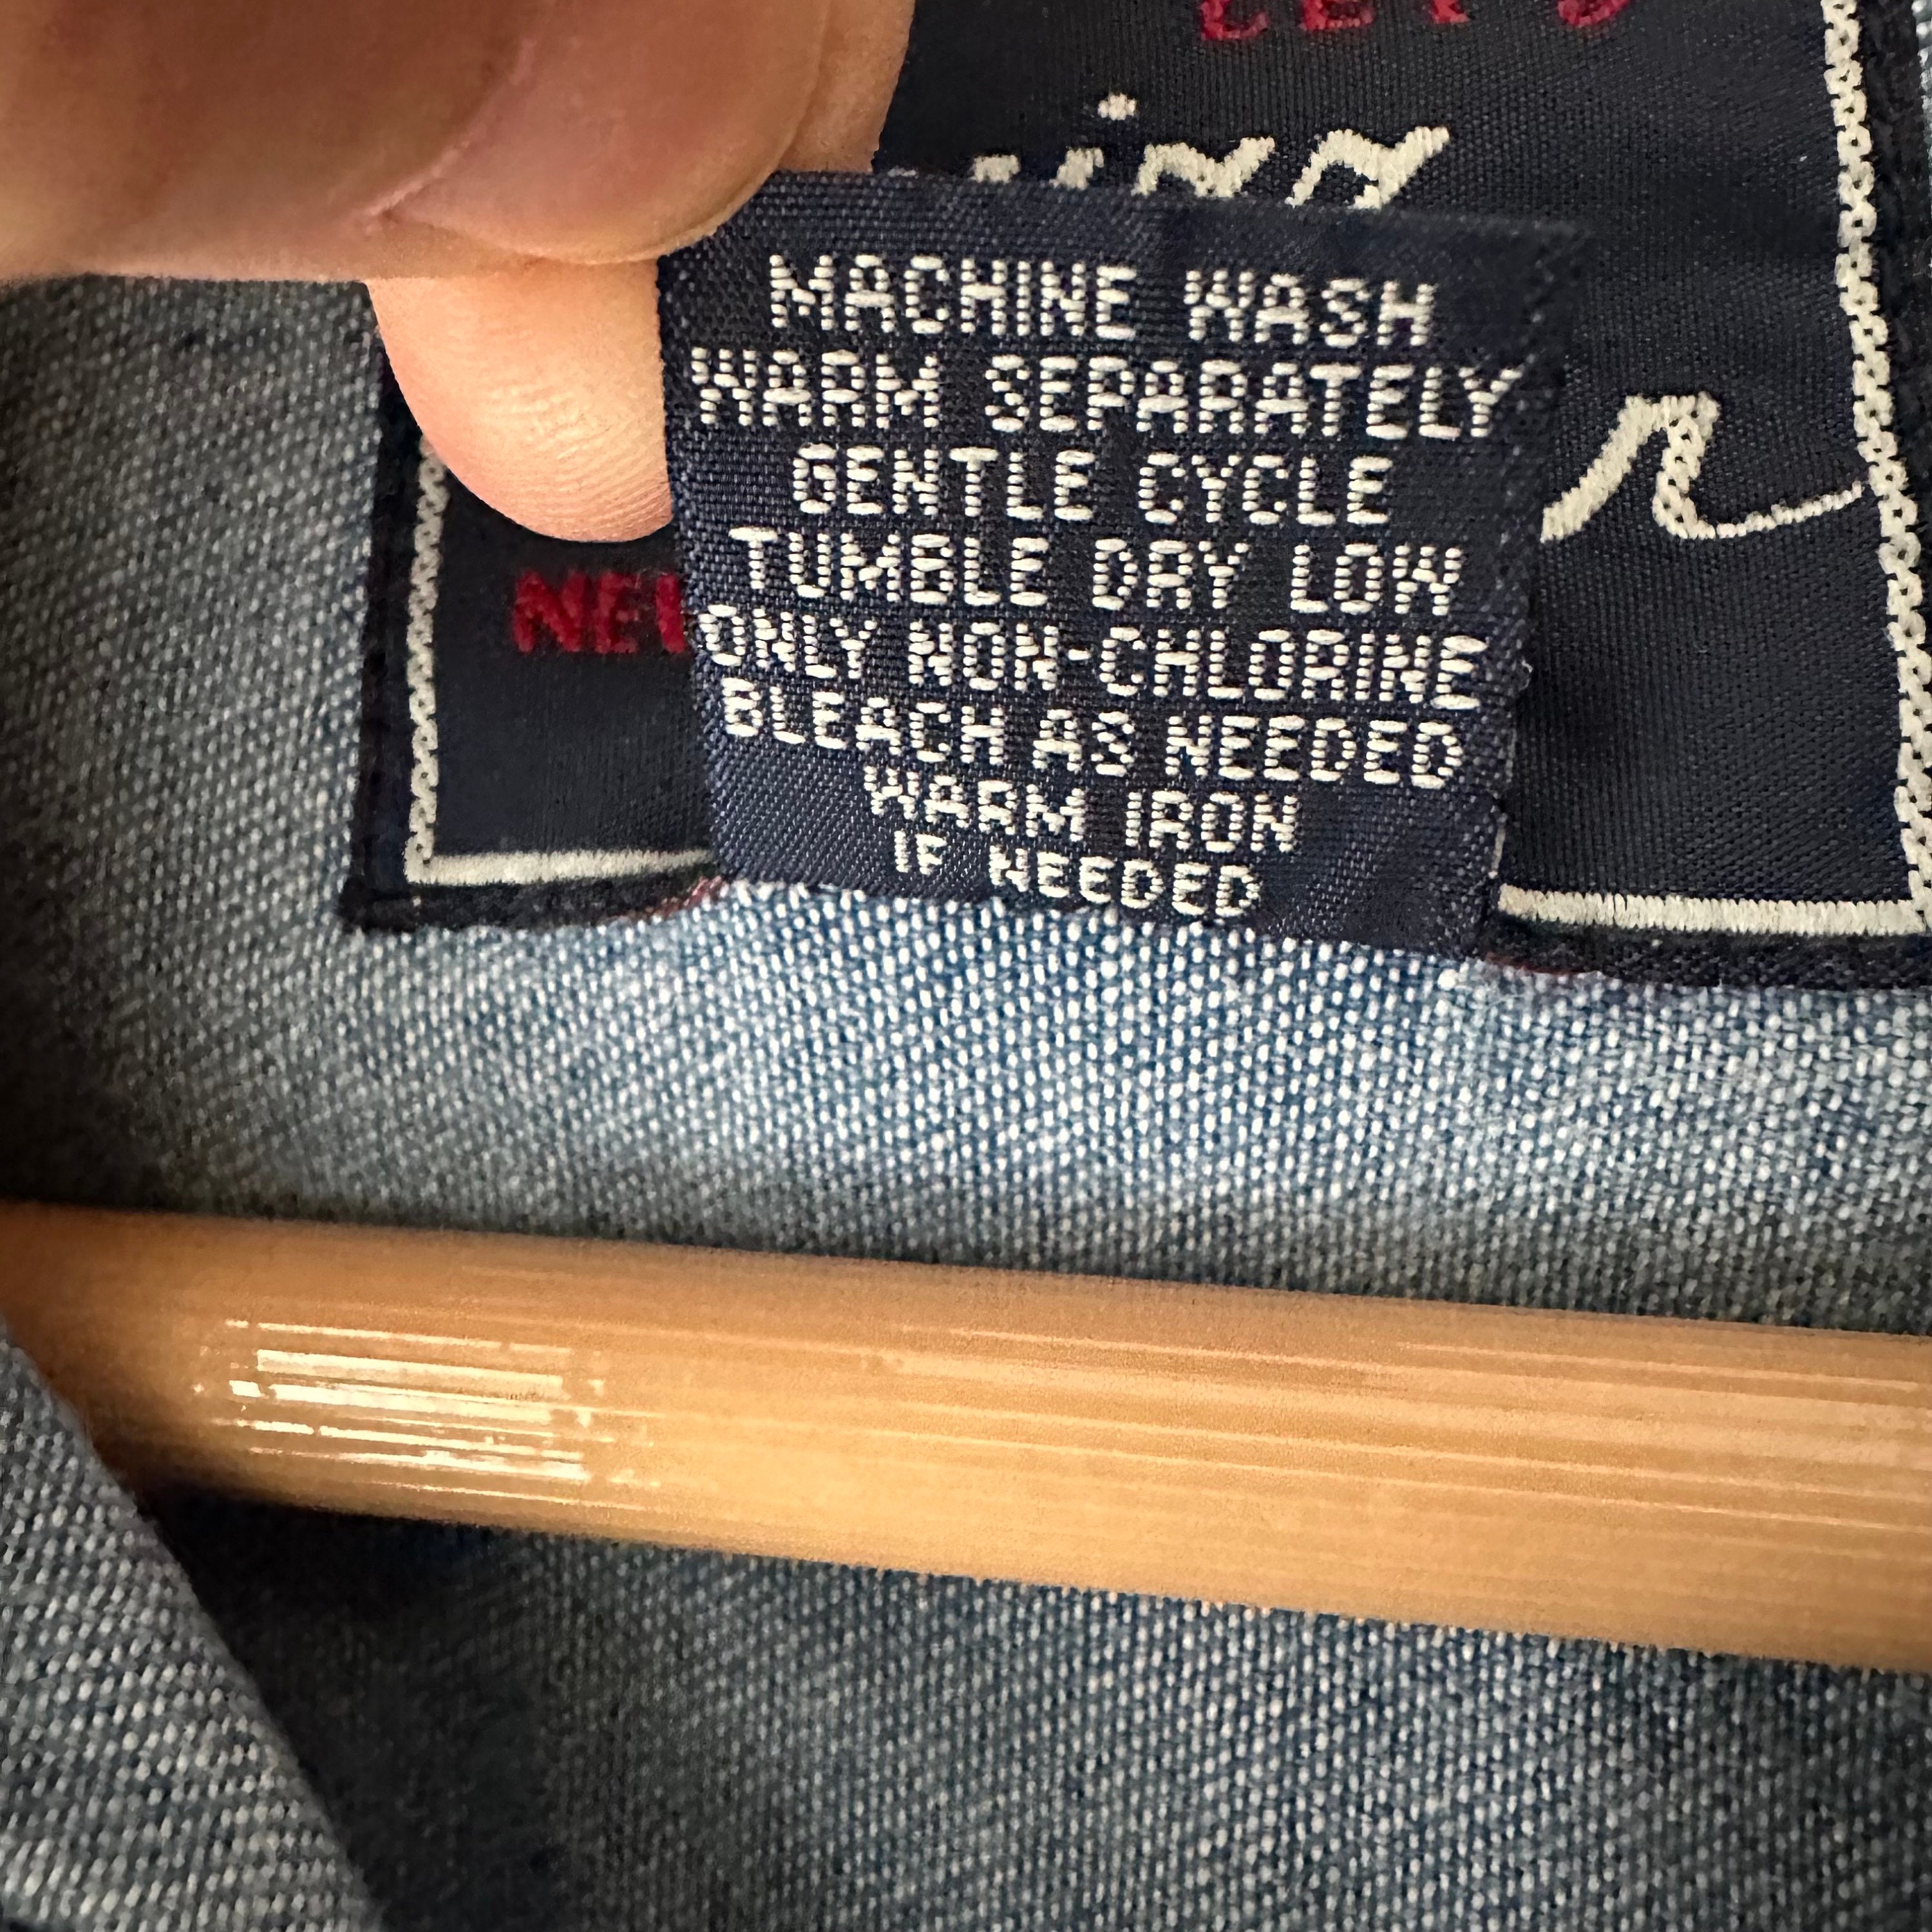 MACHINE WASH
WARM SEPARATELY
GENTLE CYCLE
TUMBLE DRY LOW
ONLY NON-CHLORINE
BLEACH AS NEEDED
WARM IRON
IF NEEDED